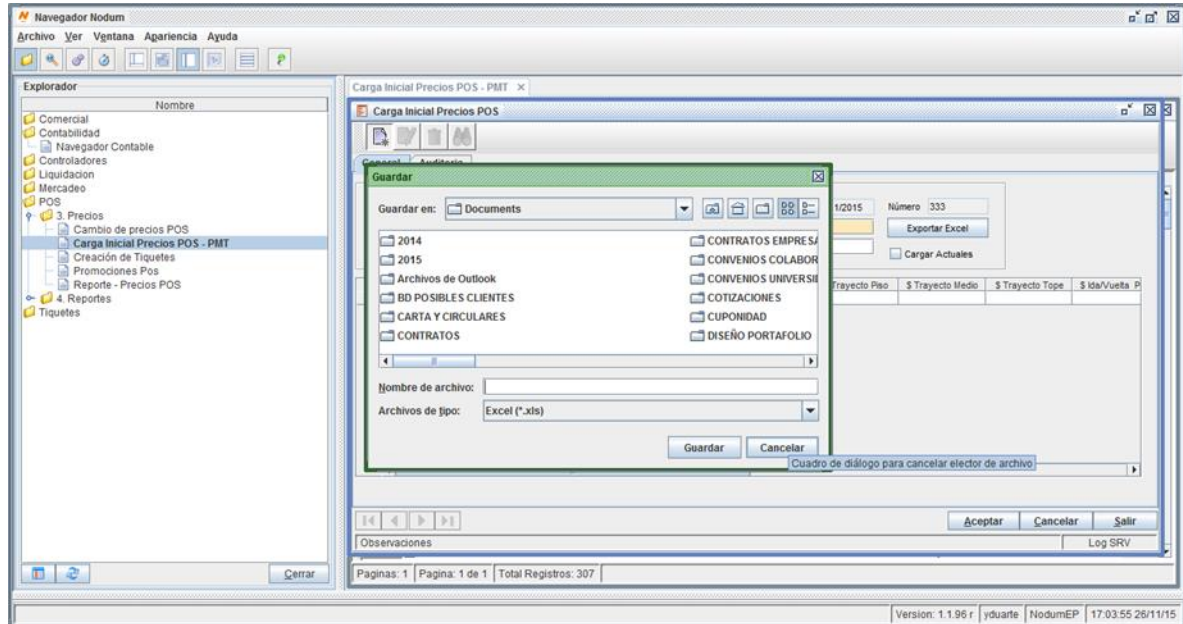 Navegador Nodum
Archivo Ver Ventana Apariencia Ayuda
Explorador
Nombre
Comercial
Contabilidad
Navegador Contable
Controladores
Liquidacion
Mercadeo
POS
3. Precios
Cambio de precios POS
Carga Inicial Precios POS - PMT
Creación de Tiquetes
Promociones Pos
Reporte - Precios POS
4. Reportes
Tiquetes
Cerrar
Carga Inicial Precios POS - PMT
Carga Inicial Precios POS
General Auditoria
1/2015 Número 333
Exportar Excel
Cargar Actuales
Trayecto Piso $ Trayecto Medio $ Trayecto Tope $ Ida/Vuelta P
Guardar
Guardar en: Documents
2014 CONTRATOS EMPRESA
2015 CONVENIOS COLABOR
Archivos de Outlook CONVENIOS UNIVERSI
BD POSIBLES CLIENTES COTIZACIONES
CARTA Y CIRCULARES CUPONIDAD
CONTRATOS DISEÑO PORTAFOLIO
Nombre de archivo:
Archivos de tipo: Excel (*.xls)
Guardar Cancelar
Cuadro de diálogo para cancelar elector de archivo
Aceptar Cancelar Salir
Observaciones Log SRV
Paginas: 1 Pagina: 1 de 1 Total Registros: 307
Version: 1.1.96 r yduarte NodumEP 17:03:55 26/11/15